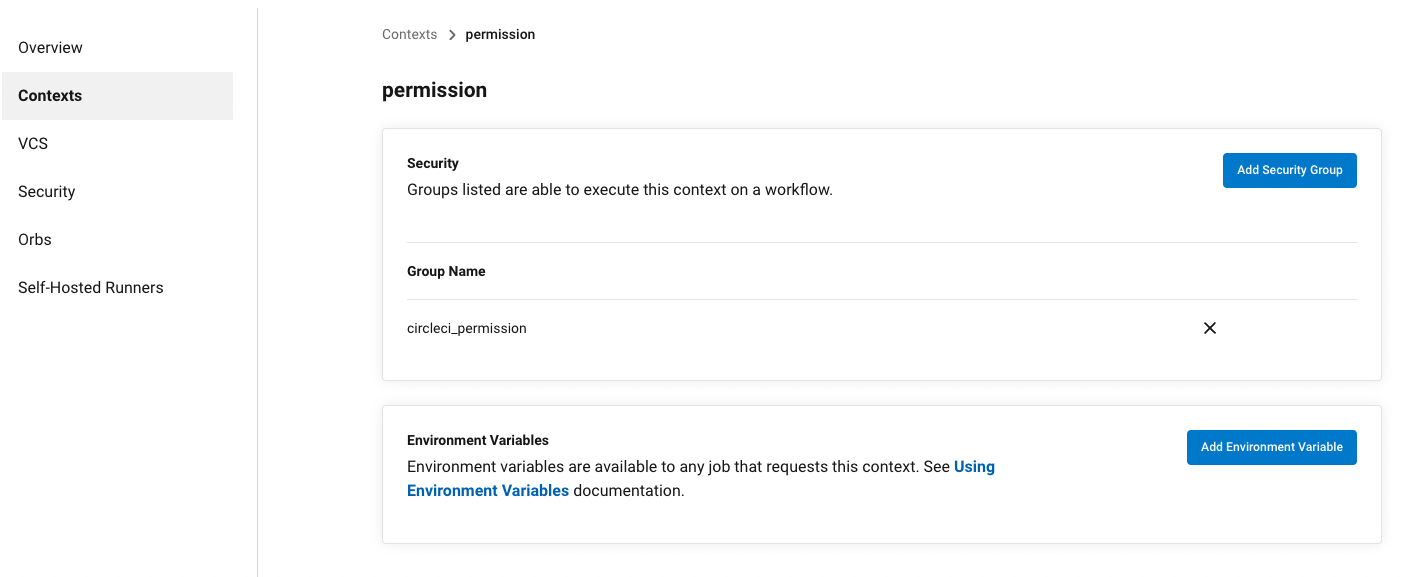 Overview
Contexts
VCS
Security
Orbs
Self-Hosted Runners
Contexts > permission
permission
Security
Add Security Group
Groups listed are able to execute this context on a workflow.
Group Name
circleci_permission
Environment Variables
Add Environment Variable
Environment variables are available to any job that requests this context. See Using
Environment Variables documentation.